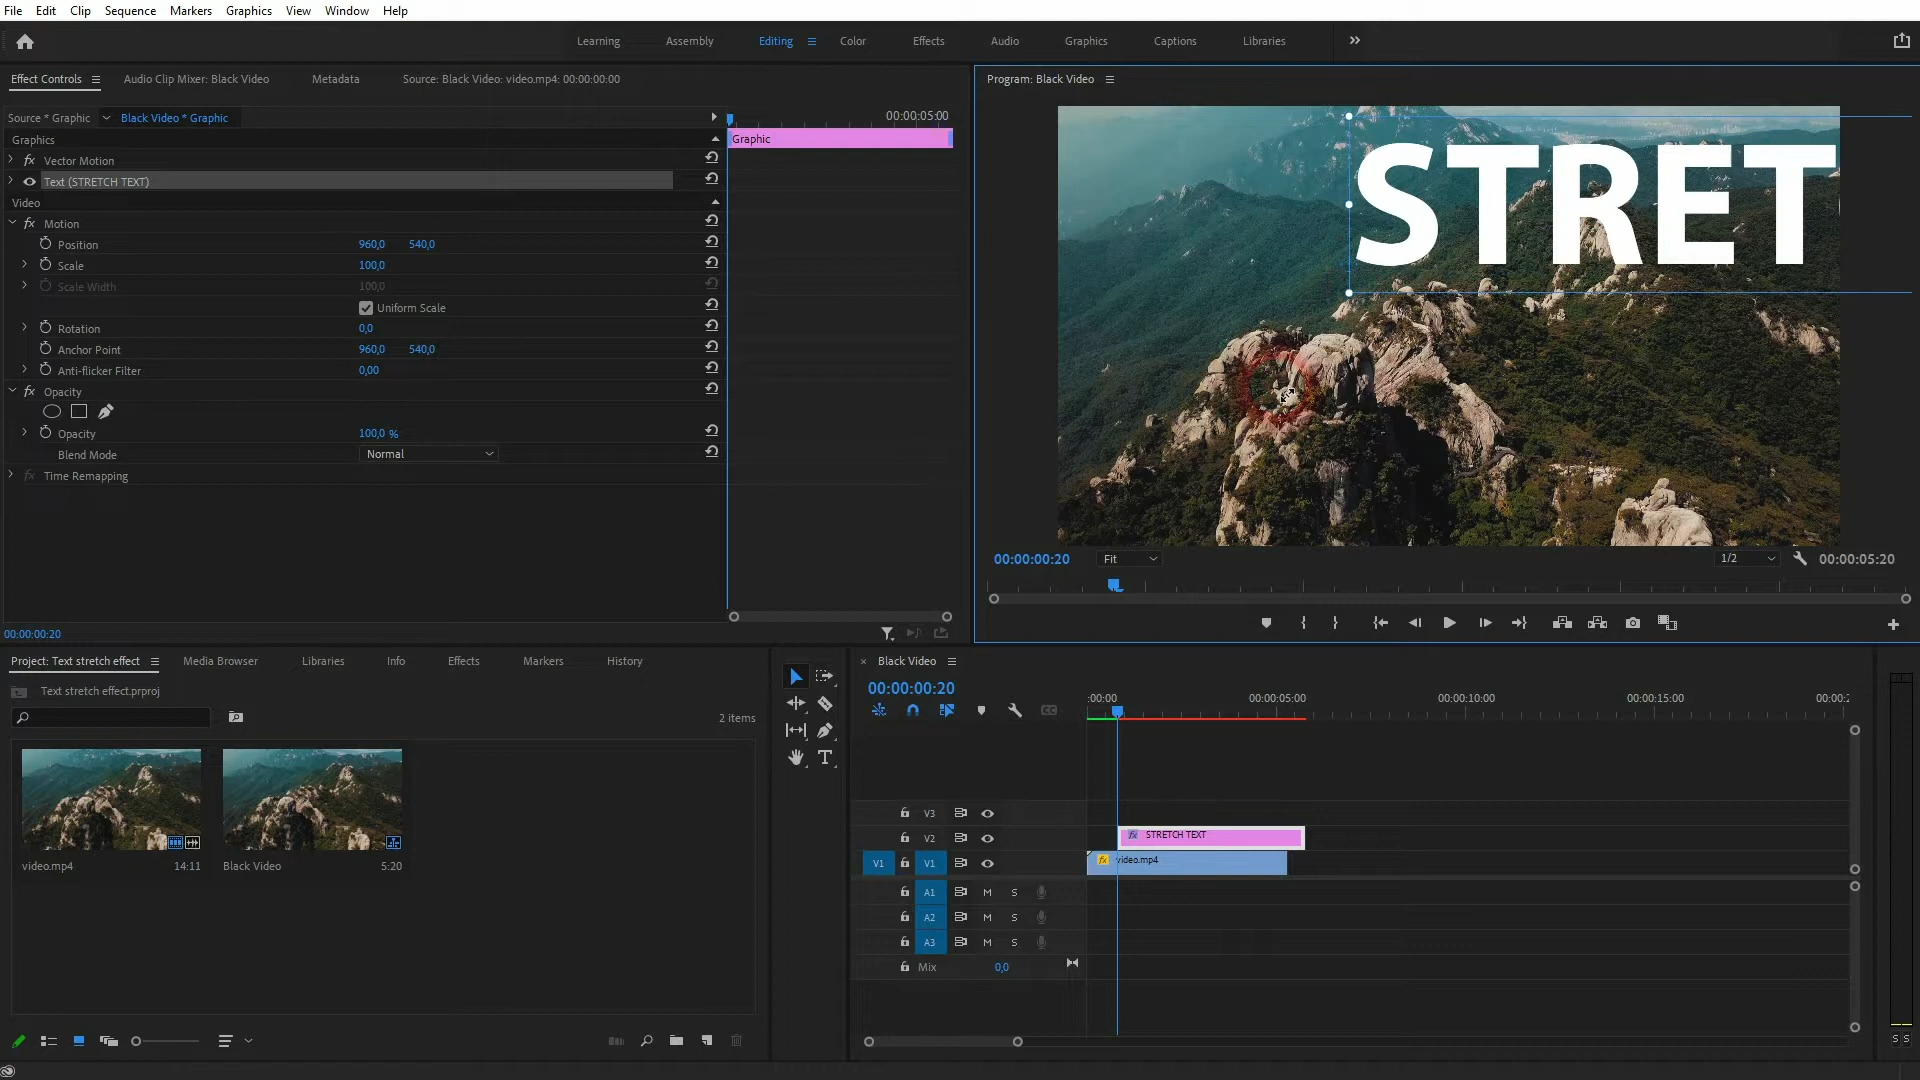 File Edit Clip Sequence Markers Graphics View Window Help
Learning Assembly Editing Color Effects Audio Graphics Captions Libraries
Effect Controls Audio Clip Mixer: Black Video Metadata Source: Black Video: video.mp4: 00:00:00:00
Program: Black Video
Source * Graphic Black Video * Graphic
00:00:05:00
Graphics
Graphic
fx Vector Motion
Text (STRETCH TEXT)
Video
fx Motion
Position 960,0 540,0
Scale 100,0
Scale Width 100,0
Uniform Scale
Rotation 0,0
Anchor Point 960,0 540,0
Anti-flicker Filter 0,00
fx Opacity
Opacity 100,0 %
Blend Mode Normal
fx Time Remapping
00:00:00:20
STRET
00:00:00:20 Fit 1/2 00:00:05:20
Project: Text stretch effect Media Browser Libraries Info Effects Markers History
Text stretch effect.prproj
2 items
video.mp4 14:11
Black Video 5:20
× Black Video
00:00:00:20
:00:00 00:00:05:00 00:00:10:00 00:00:15:00 00:00:2
V3
V2 fx STRETCH TEXT
V1 V1 fx video.mp4
A1 M S
A2 M S
A3 M S
Mix 0,0
S S